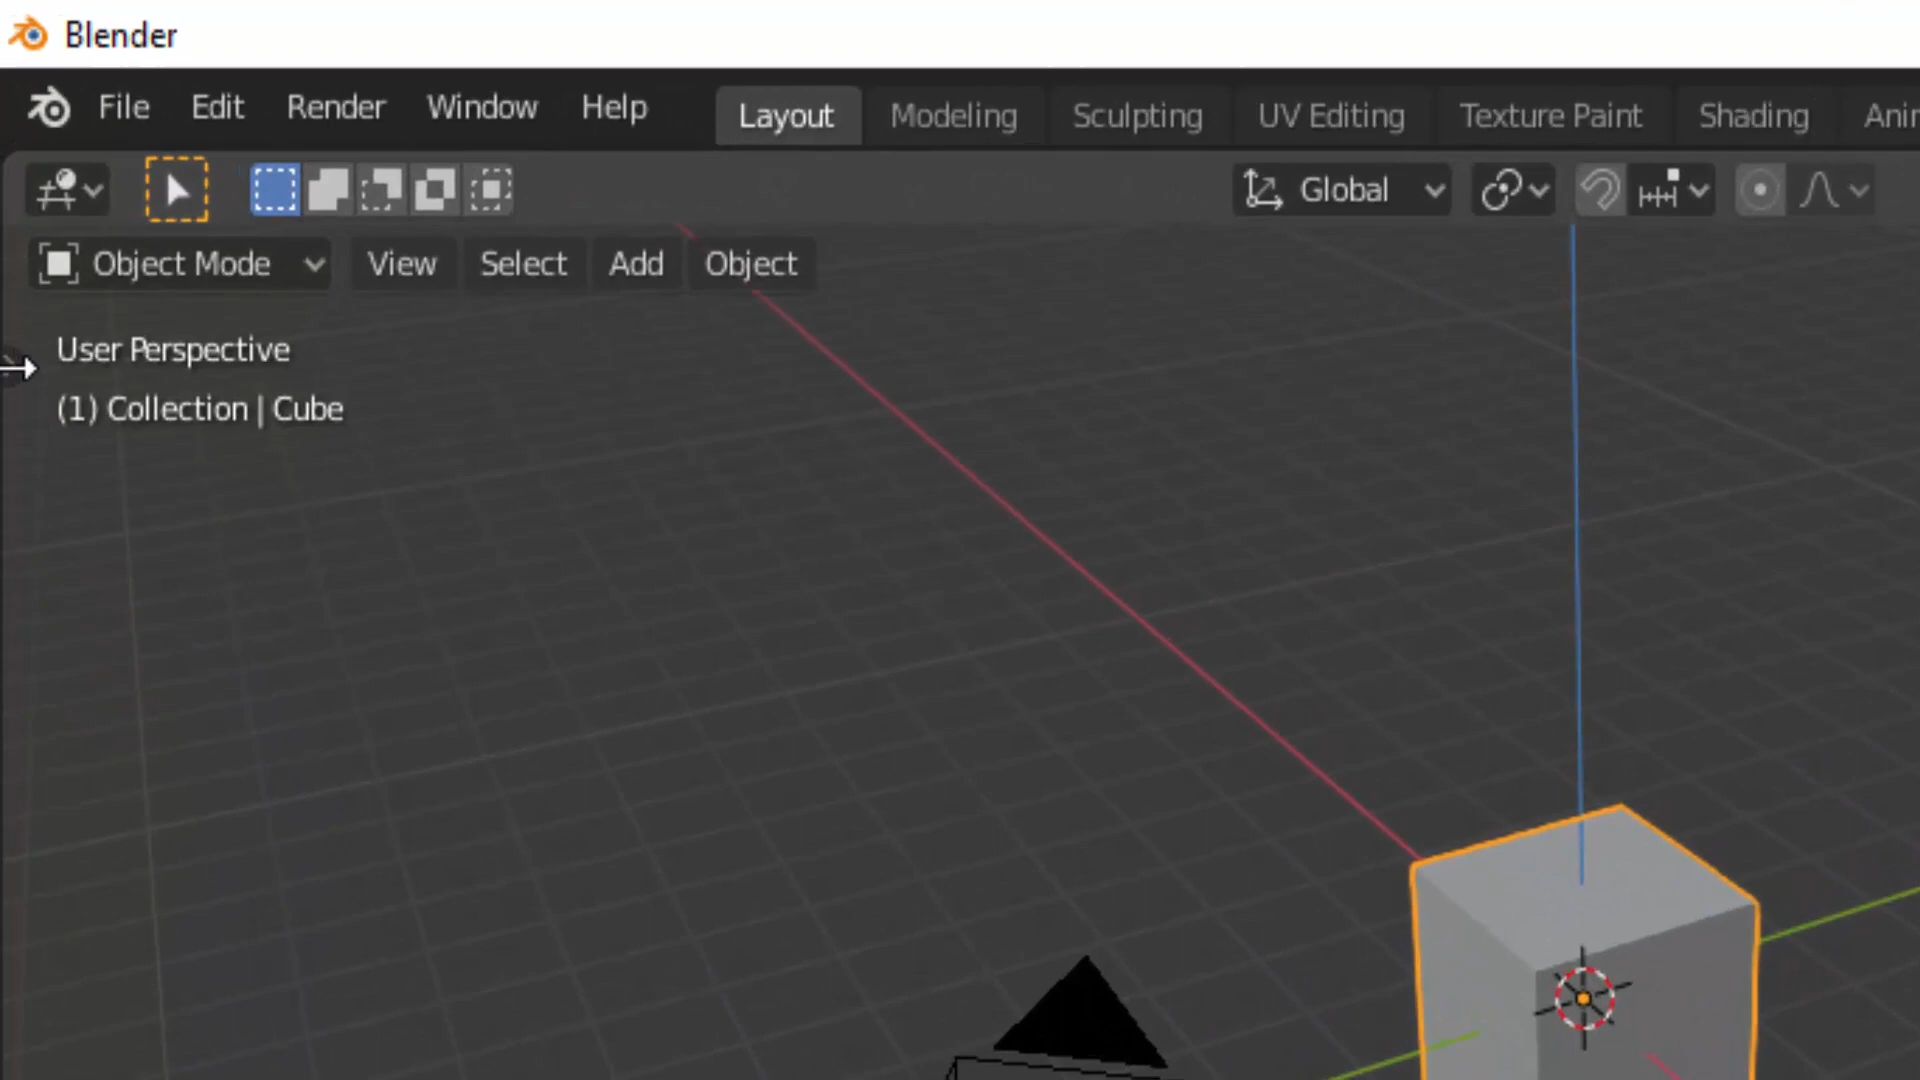 Blender
File Edit Render Window Help Layout Modeling Sculpting UV Editing Texture Paint Shading
Global
Object Mode View Select Add Object
User Perspective
(1) Collection | Cube